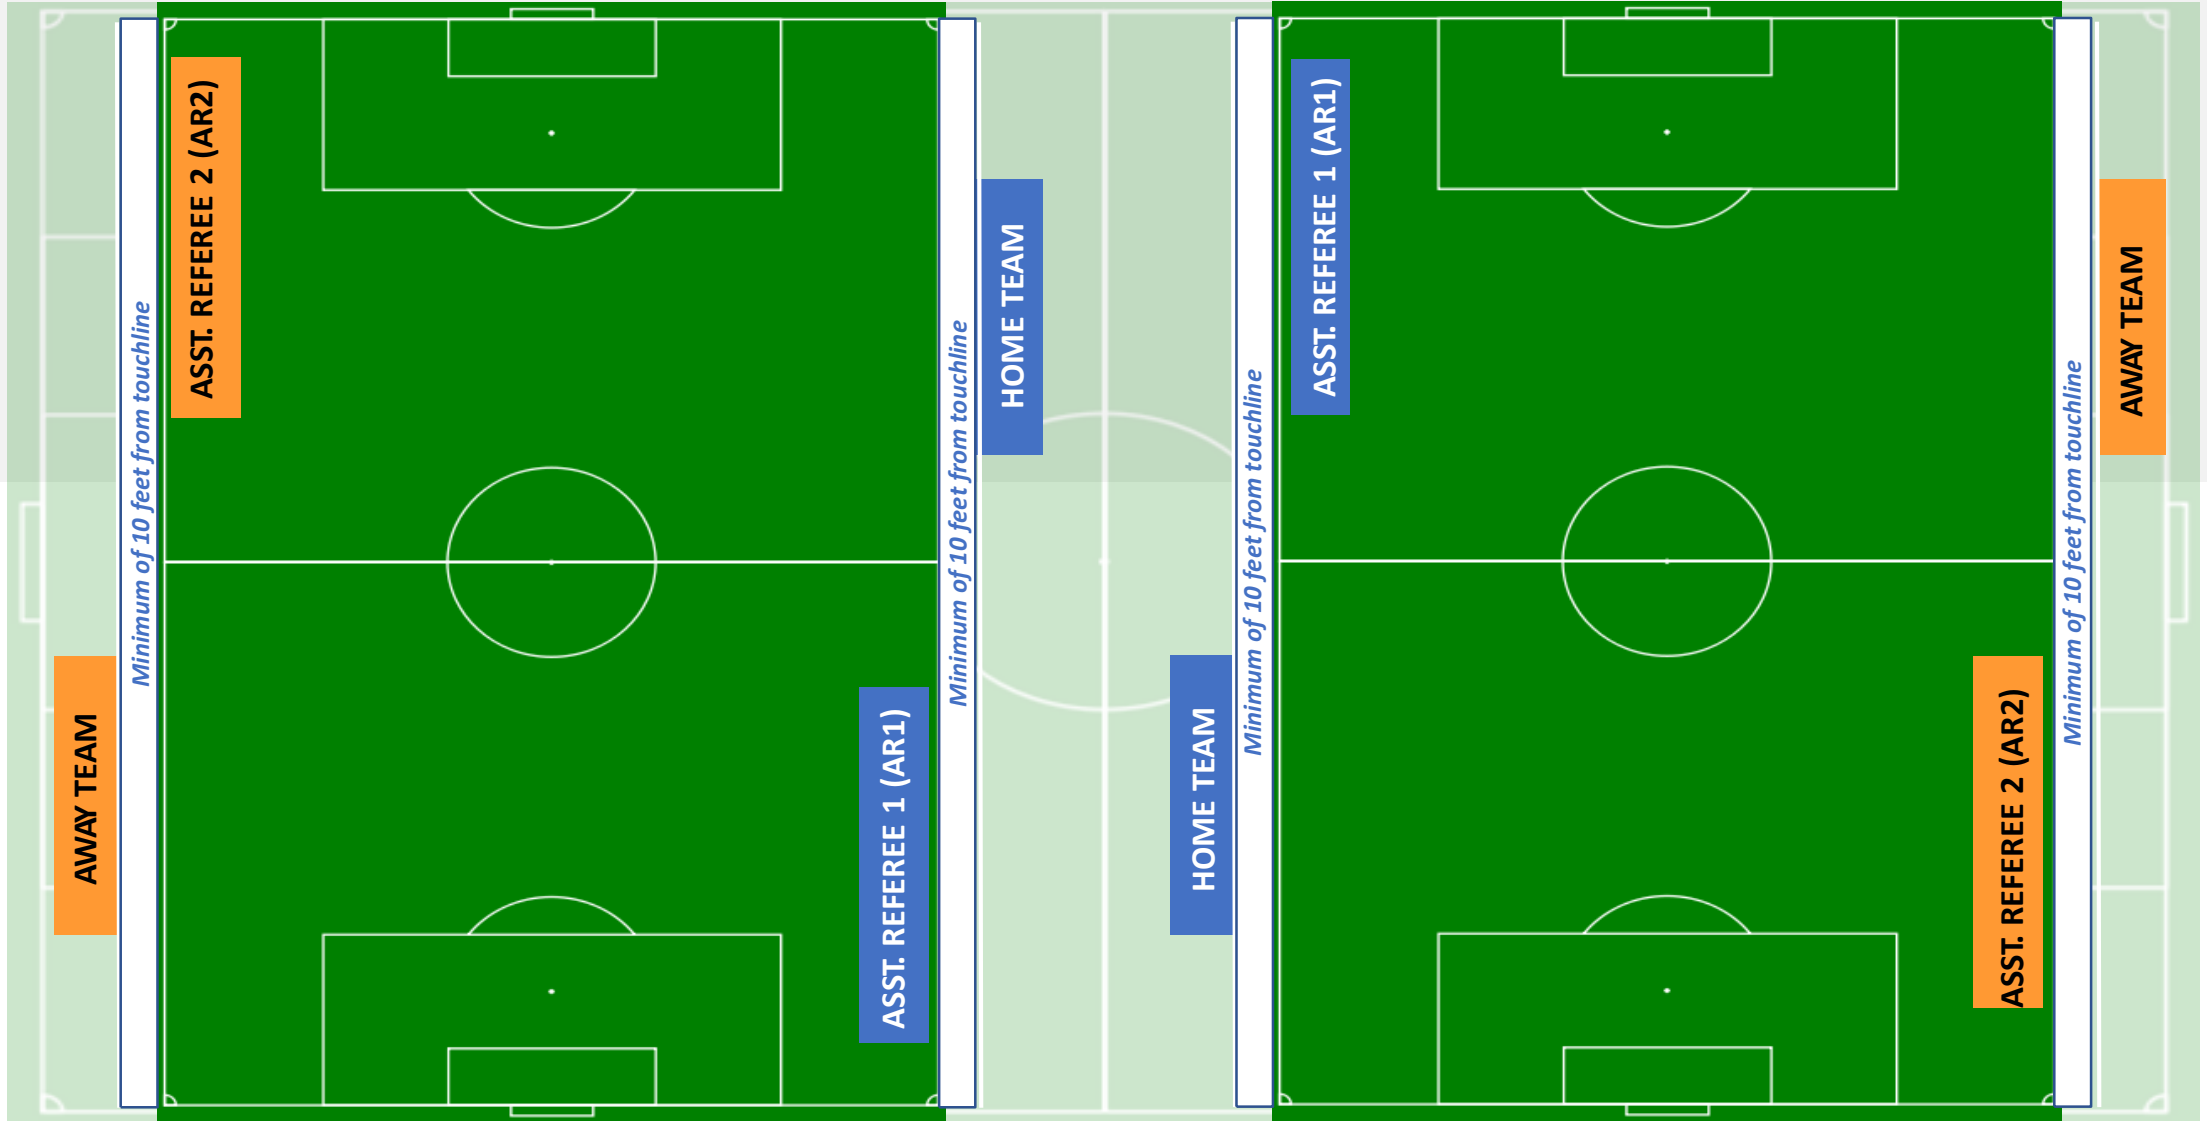 AWAY TEAM
Minimum of 10 feet from touchline
ASST. REFEREE 2 (AR2)
ASST. REFEREE 1 (AR1)
Minimum of 10 feet from touchline
HOME TEAM
HOME TEAM
Minimum of 10 feet from touchline
ASST. REFEREE 1 (AR1)
ASST. REFEREE 2 (AR2)
Minimum of 10 feet from touchline
AWAY TEAM